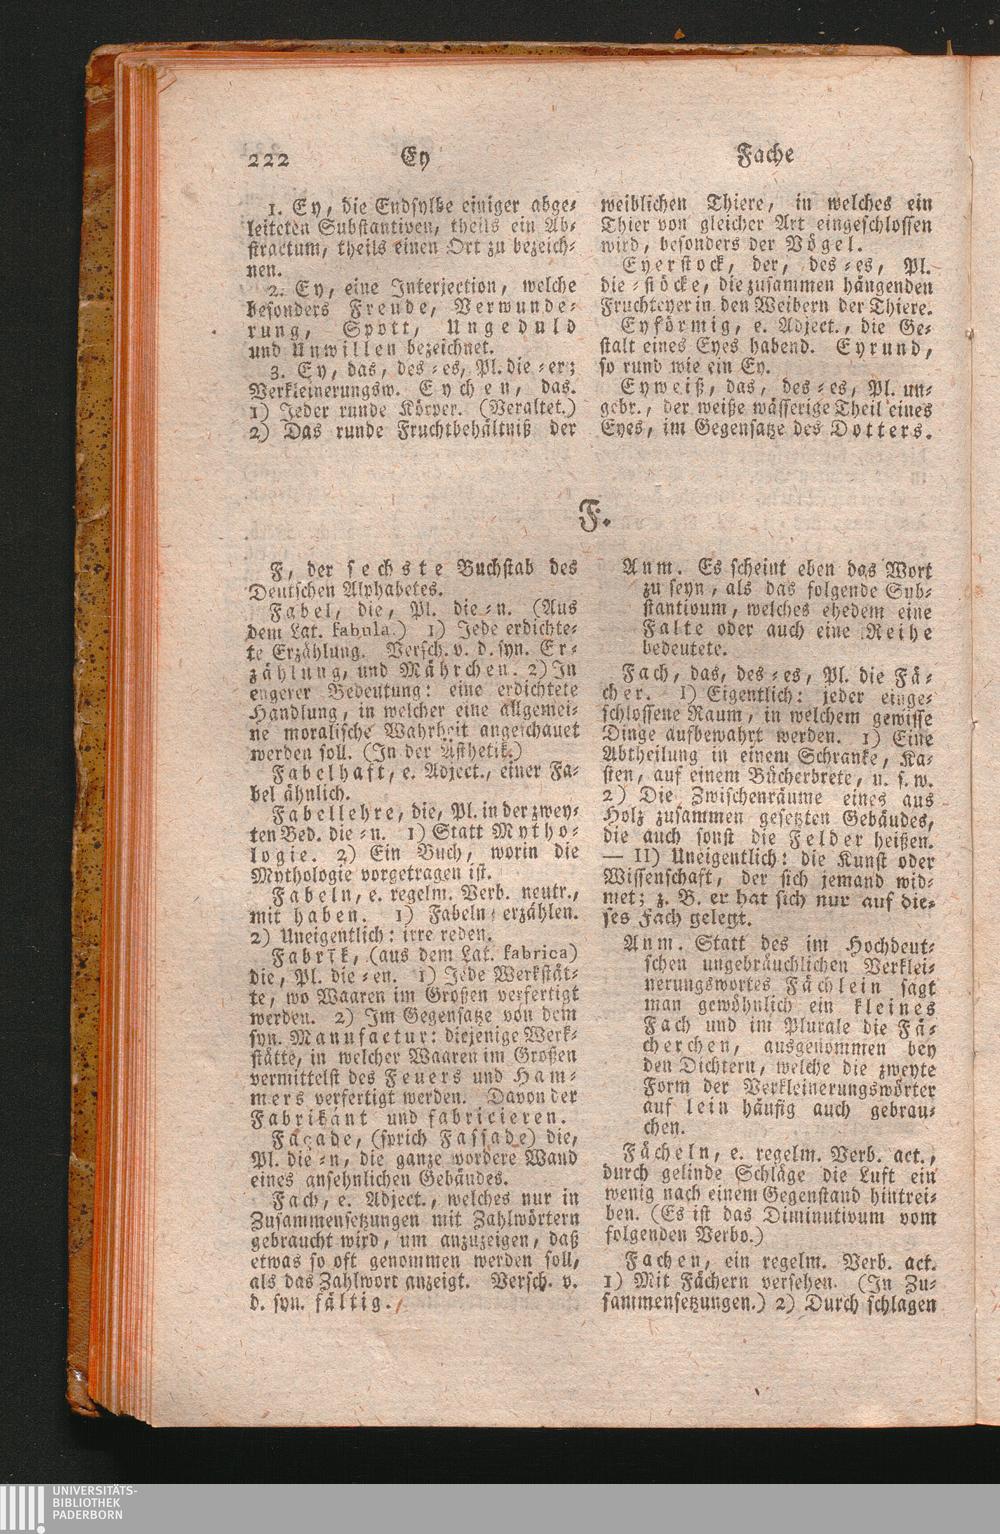 222 Ey Fache
1. Ey, die Endsylbe einiger abge-
leiteten Substantiven, theils ein Ab-
stractum, theils einen Ort zu bezeich-
nen.
2. Ey, eine Interjection, welche
besonders Freude, Verwunde-
rung, Spott, Ungeduld
und Unwillen bezeichnet.
3. Ey, das, des-es, Pl. die-er;
Verkleinerungsw. Eychen, das.
1) Jeder runde Körper. (Veraltet.)
2) Das runde Fruchtbehältniß der
weiblichen Thiere, in welches ein
Thier von gleicher Art eingeschlossen
wird, besonders der Vögel.
Eyerstock, der, des-es, Pl.
die-stöcke, die zusammen hängenden
Fruchteyer in den Weibern der Thiere.
Eyförmig, e. Adject., die Ge-
stalt eines Eyes habend. Eyrund,
so rund wie ein Ey.
Eyweiß, das, des-es, Pl. un-
gebr., der weiße wässerige Theil eines
Eyes, im Gegensatze des Dotters.
F.
F, der sechste Buchstab des
Deutschen Alphabetes.
Fabel, die, Pl. die-n. (Aus
dem Lat. fabula.) 1) Jede erdichte-
te Erzählung. Versch. v. d. syn. Er-
zählung, und Mährchen. 2) In
engerer Bedeutung: eine erdichtete
Handlung, in welcher eine allgemei-
ne moralische Wahrheit angeschauet
werden soll. (In der Ästhetik.)
Fabelhaft, e. Adject., einer Fa-
bel ähnlich.
Fabellehre, die, Pl. in der zwey-
ten Bed. die-n. 1) Statt Mytho-
logie. 2) Ein Buch, worin die
Mythologie vorgetragen ist.
Fabeln, e. regelm. Verb. neutr.,
mit haben. 1) Fabeln erzählen.
2) Uneigentlich: irre reden.
Fabrīk, (aus dem Lat. fabrica)
die, Pl. die-en. 1) Jede Werkstät-
te, wo Waaren im Großen verfertigt
werden. 2) Im Gegensatze von dem
syn. Manufactur: diejenige Werk-
stätte, in welcher Waaren im Großen
vermittelst des Feuers und Ham-
mers verfertigt werden. Davon der
Fabrikant und fabricieren.
Façade, (sprich Fassade) die,
Pl. die-n, die ganze vordere Wand
eines ansehnlichen Gebäudes.
Fach, e. Adject., welches nur in
Zusammensetzungen mit Zahlwörtern
gebraucht wird, um anzuzeigen, daß
etwas so oft genommen werden soll,
als das Zahlwort anzeigt. Versch. v.
d. syn. fältig.
Anm. Es scheint eben das Wort
zu seyn, als das folgende Sub-
stantivum, welches ehedem eine
Falte oder auch eine Reihe
bedeutete.
Fach, das, des-es, Pl. die Fä-
cher. I) Eigentlich: jeder einge-
schlossene Raum, in welchem gewisse
Dinge aufbewahrt werden. 1) Eine
Abtheilung in einem Schranke, Ka-
sten, auf einem Bücherbrete, u. s. w.
2) Die Zwischenräume eines aus
Holz zusammen gesetzten Gebäudes,
die auch sonst die Felder heißen.
— II) Uneigentlich: die Kunst oder
Wissenschaft, der sich jemand wid-
met; z. B. er hat sich nur auf die-
ses Fach gelegt.
Anm. Statt des im Hochdeut-
schen ungebräuchlichen Verklei-
nerungswortes Fächlein sagt
man gewöhnlich ein kleines
Fach und im Plurale die Fä-
cherchen, ausgenommen bey
den Dichtern, welche die zweyte
Form der Verkleinerungswörter
auf lein häufig auch gebrau-
chen.
Fächeln, e. regelm. Verb. act.,
durch gelinde Schläge die Luft ein
wenig nach einem Gegenstand hintrei-
ben. (Es ist das Diminutivum vom
folgenden Verbo.)
Fachen, ein regelm. Verb. act.
1) Mit Fächern versehen. (In Zu-
sammensetzungen.) 2) Durch schlagen
UNIVERSITÄTS-
BIBLIOTHEK
PADERBORN